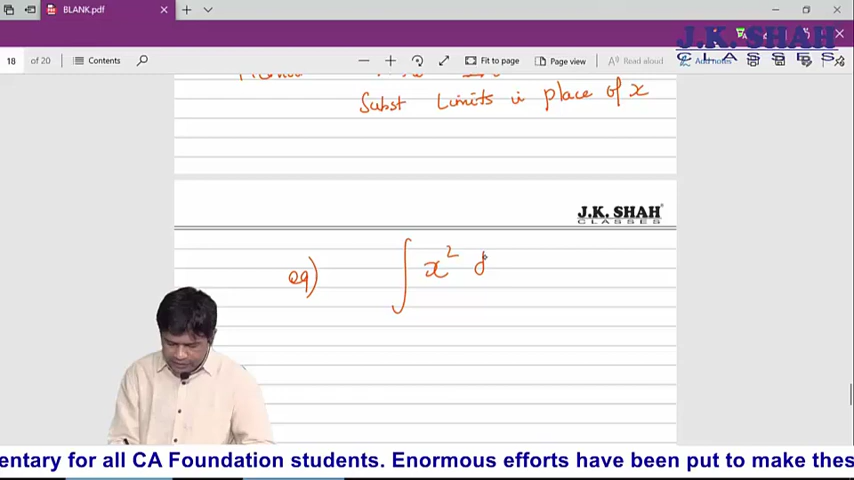 BLANK.pdf
J.K. SHAH
CLASSES
18 of 20
Contents
Fit to page
Page view
Read aloud
Add notes
Subst Limits in place of x
J.K. SHAH
CLASSES
eg) ∫ x² d
entary for all CA Foundation students. Enormous efforts have been put to make thes